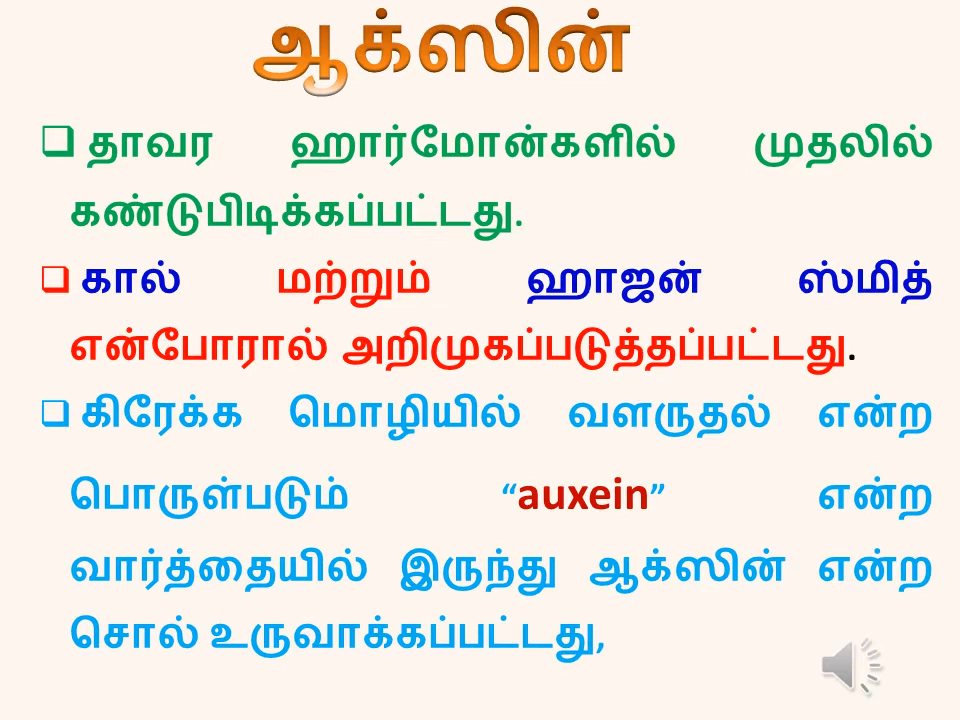 ஆக்ஸின்
தாவர ஹார்மோன்களில் முதலில்
கண்டுபிடிக்கப்பட்டது.
கால் மற்றும் ஹாஜன் ஸ்மித்
என்போரால் அறிமுகப்படுத்தப்பட்டது.
கிரேக்க மொழியில் வளருதல் என்ற
பொருள்படும் “auxein” என்ற
வார்த்தையில் இருந்து ஆக்ஸின் என்ற
சொல் உருவாக்கப்பட்டது,